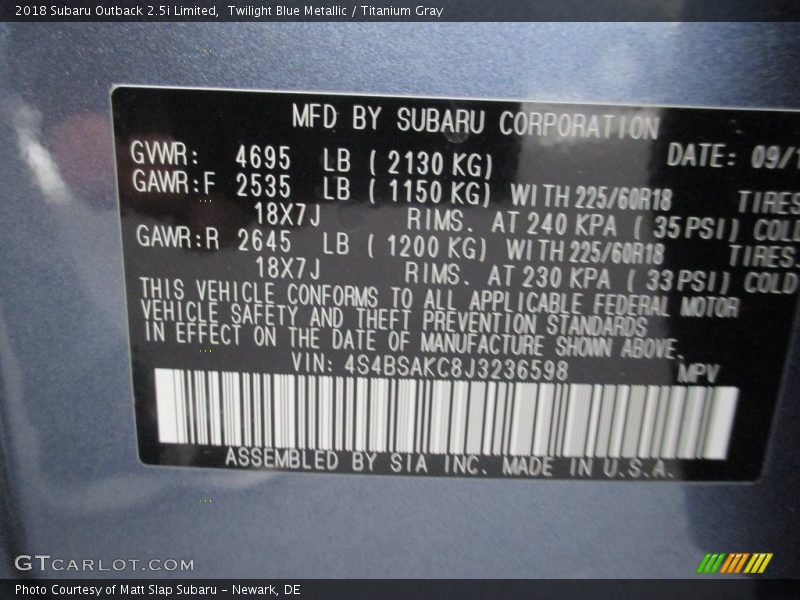 2018 Subaru Outback 2.5i Limited,  Twilight Blue Metallic / Titanium Gray
MFD BY SUBARU CORPORATION
GVWR: 4695 LB (2130 KG) DATE: 09/1
GAWR:F 2535 LB (1150 KG) WITH 225/60R18 TIRES
18X7J RIMS. AT 240 KPA (35PSI) COLD
GAWR:R 2645 LB (1200 KG) WITH 225/60R18 TIRES.
18X7J RIMS. AT 230 KPA (33PSI) COLD
THIS VEHICLE CONFORMS TO ALL APPLICABLE FEDERAL MOTOR
VEHICLE SAFETY AND THEFT PREVENTION STANDARDS
IN EFFECT ON THE DATE OF MANUFACTURE SHOWN ABOVE.
VIN: 4S4BSAKC8J3236598 MPV
ASSEMBLED BY SIA INC. MADE IN U.S.A.
GTCARLOT.COM
Photo Courtesy of Matt Slap Subaru - Newark, DE